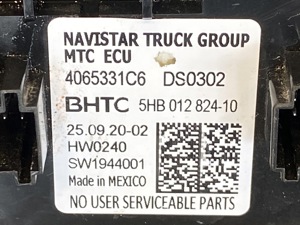 NAVISTAR TRUCK GROUP
MTC ECU
4065331C6 DS0302
BHTC 5HB 012 824-10
25.09.20-02
HW0240
SW1944001
Made in MEXICO
NO USER SERVICEABLE PARTS